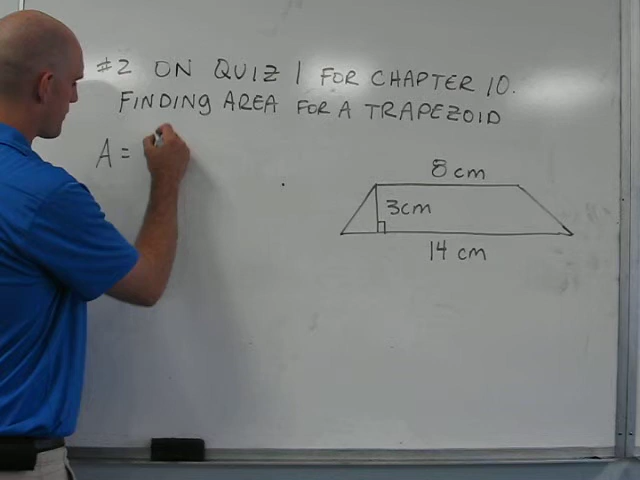 #2 ON QUIZ 1 FOR CHAPTER 10.
FINDING AREA FOR A TRAPEZOID
A =
8 cm
3cm
14 cm